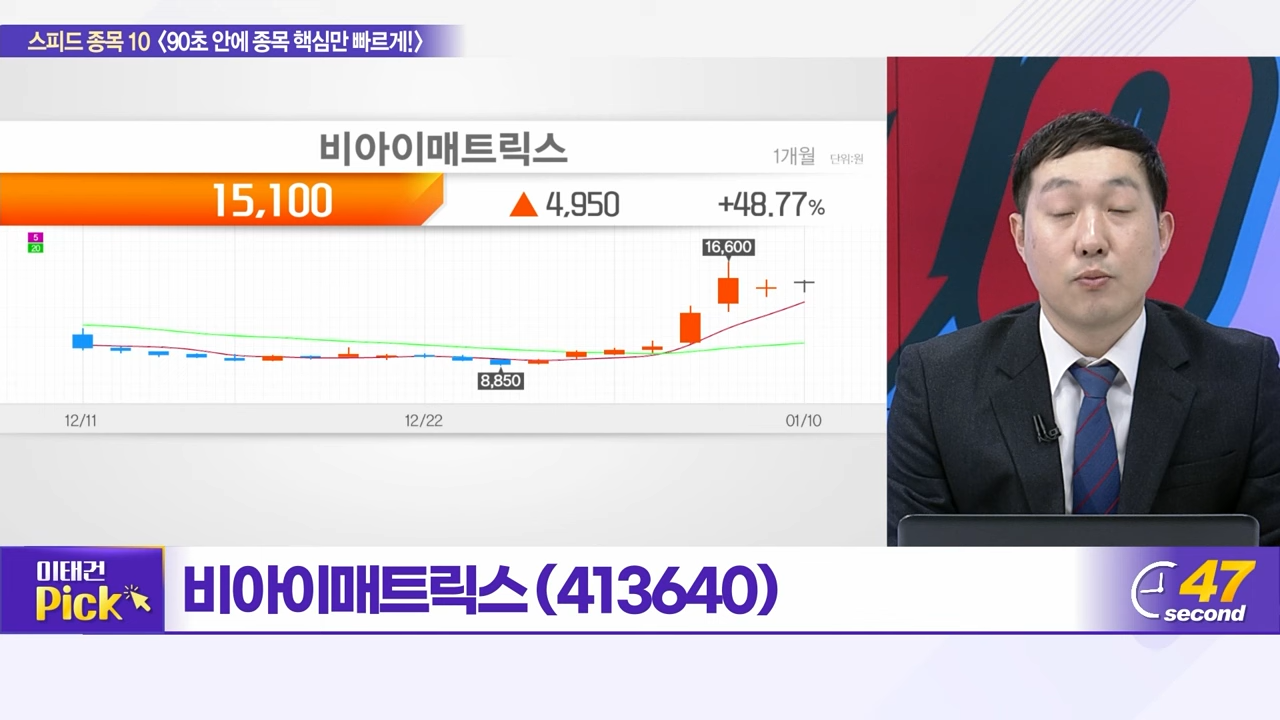 스피드 종목 10 <90초 안에 종목 핵심만 빠르게!>
비아이매트릭스
1개월 단위:원
15,100 ▲ 4,950 +48.77%
5
20
16,600
8,850
12/11 12/22 01/10
이태건
Pick
비아이매트릭스(413640)
47
second